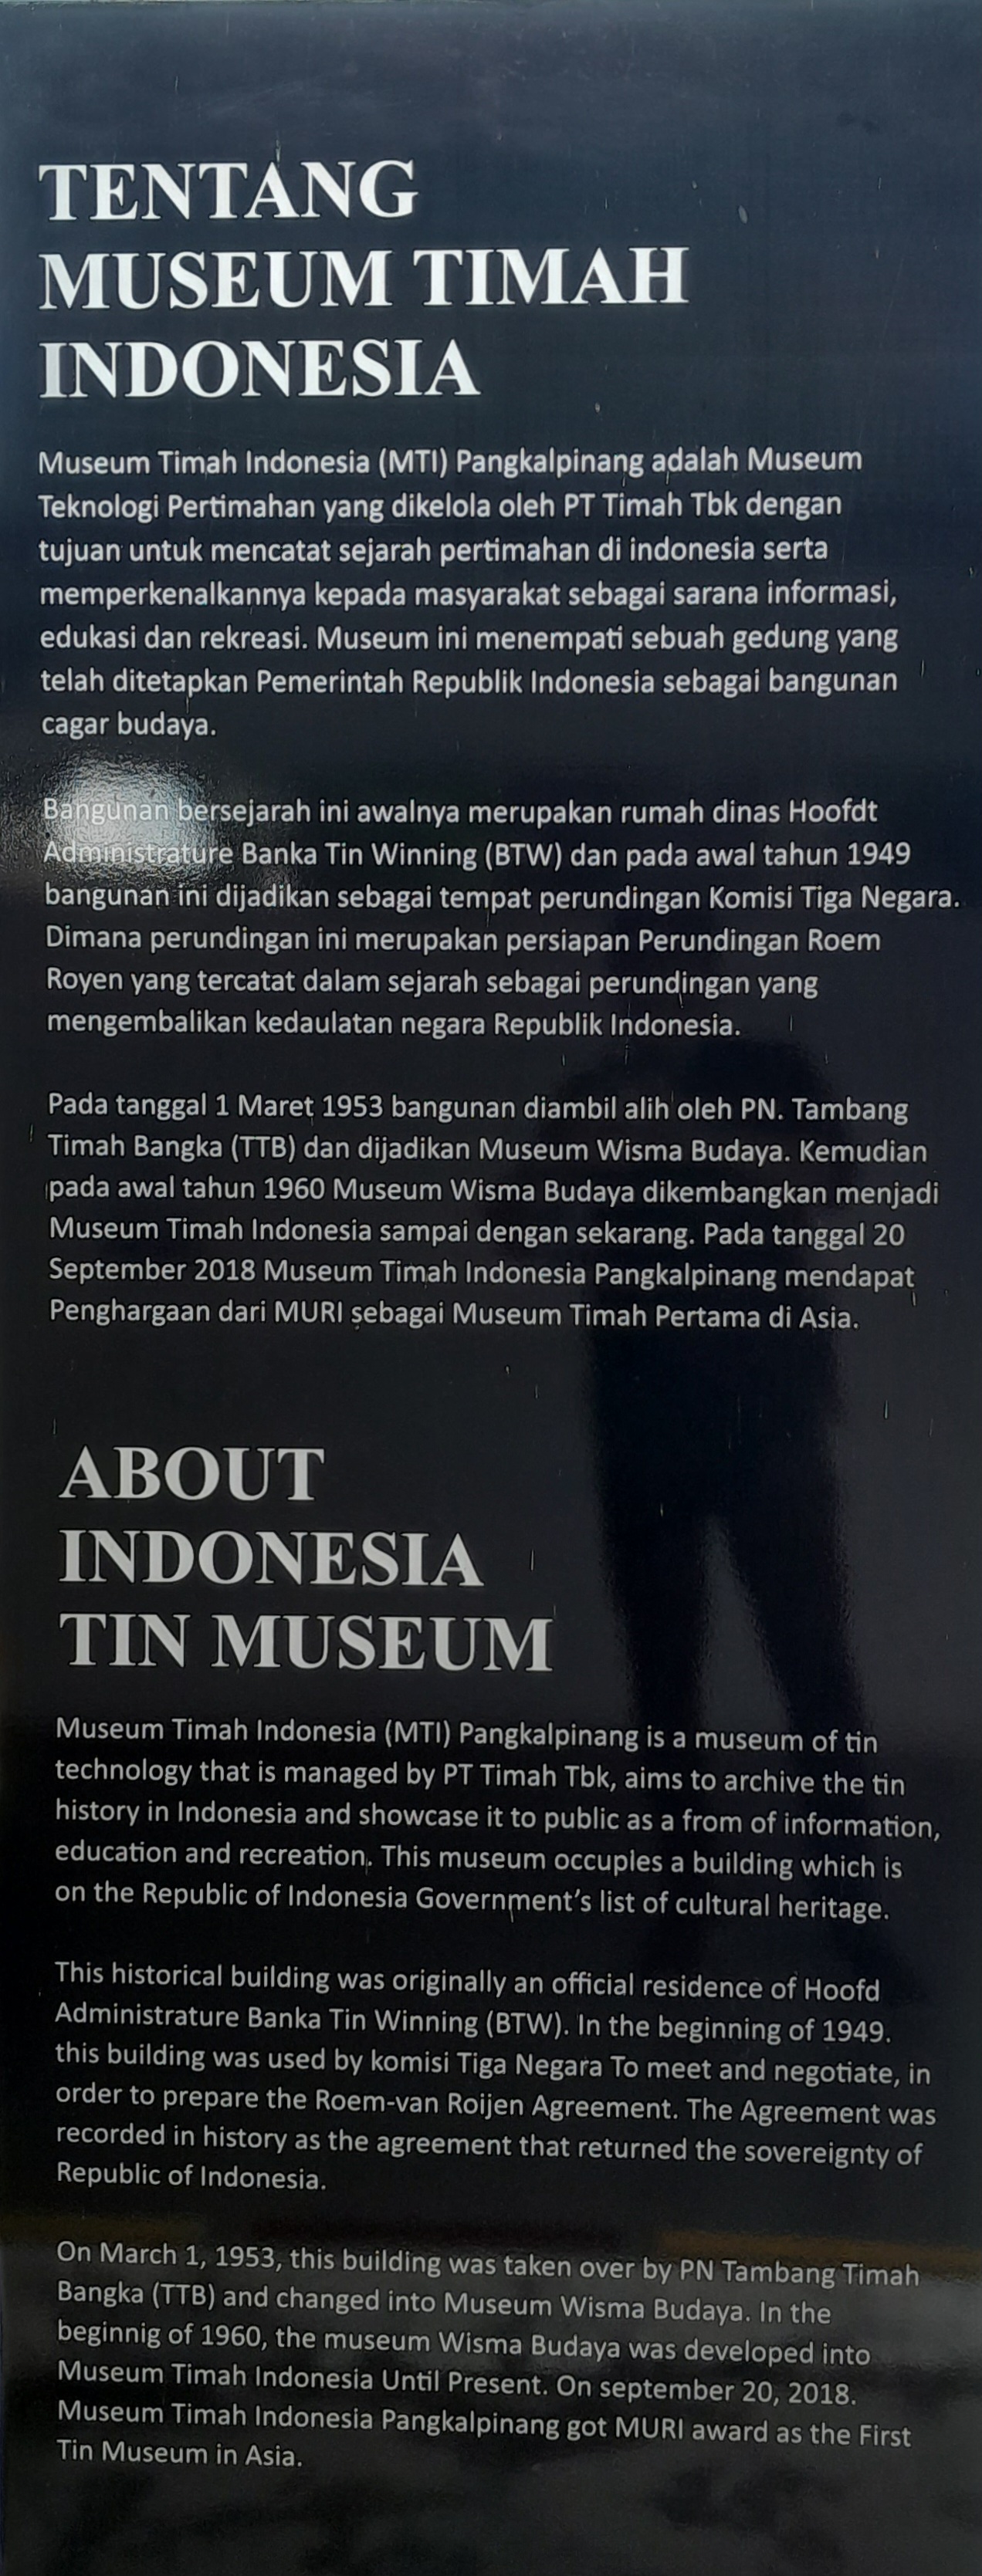 TENTANG
MUSEUM TIMAH
INDONESIA
Museum Timah Indonesia (MTI) Pangkalpinang adalah Museum
Teknologi Pertimahan yang dikelola oleh PT Timah Tbk dengan
tujuan untuk mencatat sejarah pertimahan di indonesia serta
memperkenalkannya kepada masyarakat sebagai sarana informasi,
edukasi dan rekreasi. Museum ini menempati sebuah gedung yang
telah ditetapkan Pemerintah Republik Indonesia sebagai bangunan
cagar budaya.
Bangunan bersejarah ini awalnya merupakan rumah dinas Hoofdt
Administrature Banka Tin Winning (BTW) dan pada awal tahun 1949
bangunan ini dijadikan sebagai tempat perundingan Komisi Tiga Negara.
Dimana perundingan ini merupakan persiapan Perundingan Roem
Royen yang tercatat dalam sejarah sebagai perundingan yang
mengembalikan kedaulatan negara Republik Indonesia.
Pada tanggal 1 Maret 1953 bangunan diambil alih oleh PN. Tambang
Timah Bangka (TTB) dan dijadikan Museum Wisma Budaya. Kemudian
pada awal tahun 1960 Museum Wisma Budaya dikembangkan menjadi
Museum Timah Indonesia sampai dengan sekarang. Pada tanggal 20
September 2018 Museum Timah Indonesia Pangkalpinang mendapat
Penghargaan dari MURI sebagai Museum Timah Pertama di Asia.
ABOUT
INDONESIA
TIN MUSEUM
Museum Timah Indonesia (MTI) Pangkalpinang is a museum of tin
technology that is managed by PT Timah Tbk, aims to archive the tin
history in Indonesia and showcase it to public as a from of information,
education and recreation. This museum occuples a building which is
on the Republic of Indonesia Government's list of cultural heritage.
This historical building was originally an official residence of Hoofd
Administrature Banka Tin Winning (BTW). In the beginning of 1949.
this building was used by komisi Tiga Negara To meet and negotiate, in
order to prepare the Roem-van Roijen Agreement. The Agreement was
recorded in history as the agreement that returned the sovereignty of
Republic of Indonesia.
On March 1, 1953, this building was taken over by PN Tambang Timah
Bangka (TTB) and changed into Museum Wisma Budaya. In the
beginnig of 1960, the museum Wisma Budaya was developed into
Museum Timah Indonesia Until Present. On september 20, 2018.
Museum Timah Indonesia Pangkalpinang got MURI award as the First
Tin Museum in Asia.